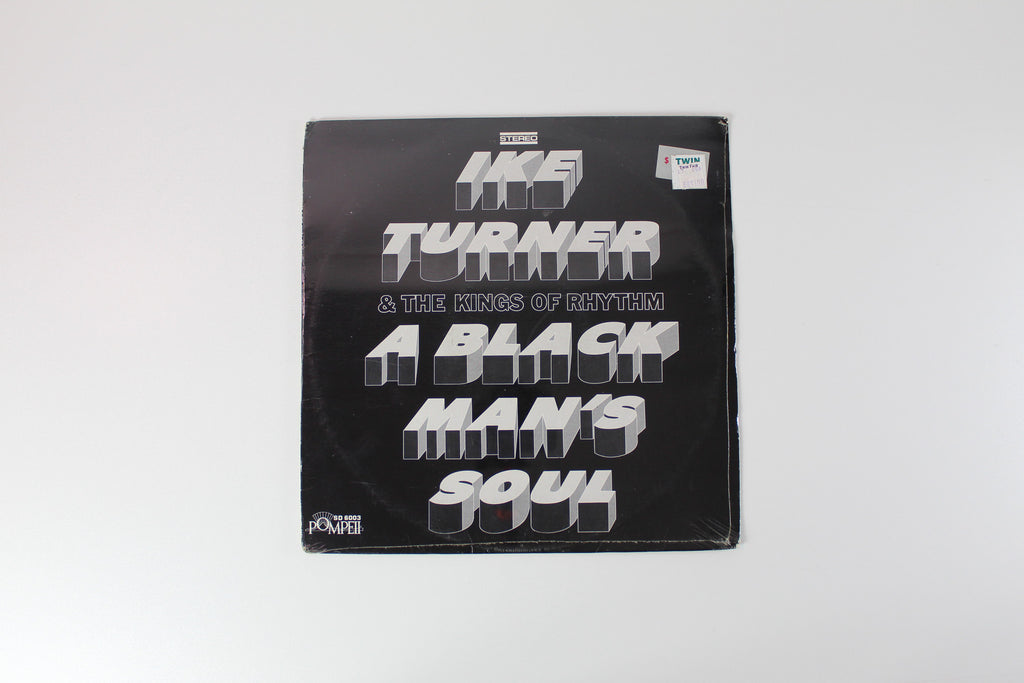 STEREO
IKE
TURNER
& THE KINGS OF RHYTHM
A BLACK
MAN'S
SOUL
$
TWIN
SD 6003
POMPEII